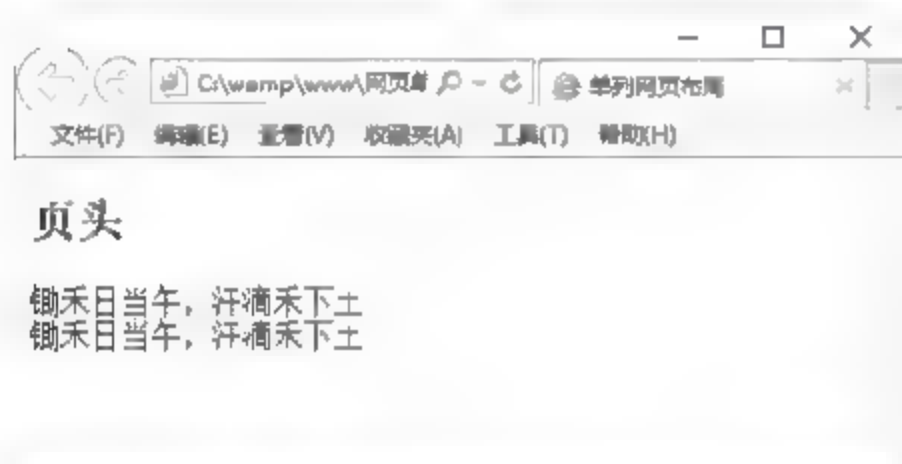 C:\wamp\www\网页 单列网页布局
文件(F) 编辑(E) 查看(V) 收藏夹(A) 工具(T) 帮助(H)
页头
锄禾日当午，汗滴禾下土
锄禾日当午，汗滴禾下土